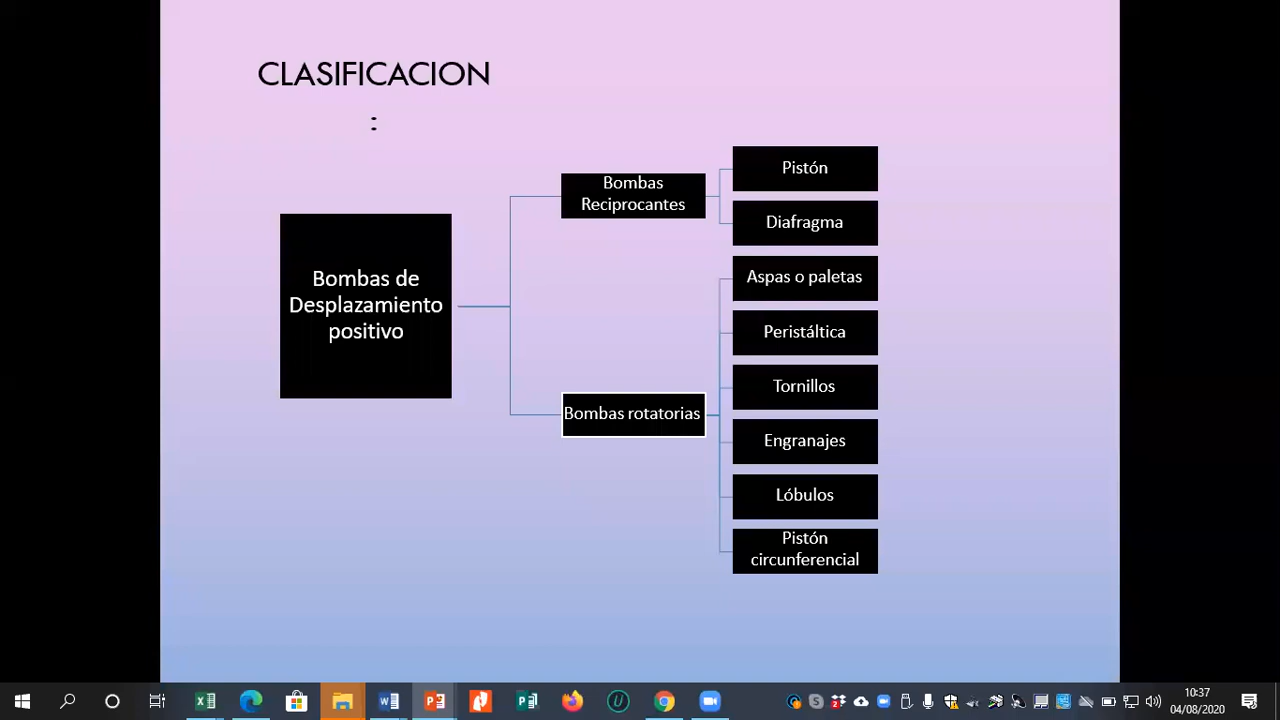 CLASIFICACION
:
Bombas de
Desplazamiento
positivo
Bombas
Reciprocantes
Pistón
Diafragma
Bombas rotatorias
Aspas o paletas
Peristáltica
Tornillos
Engranajes
Lóbulos
Pistón
circunferencial
10:37
04/08/2020